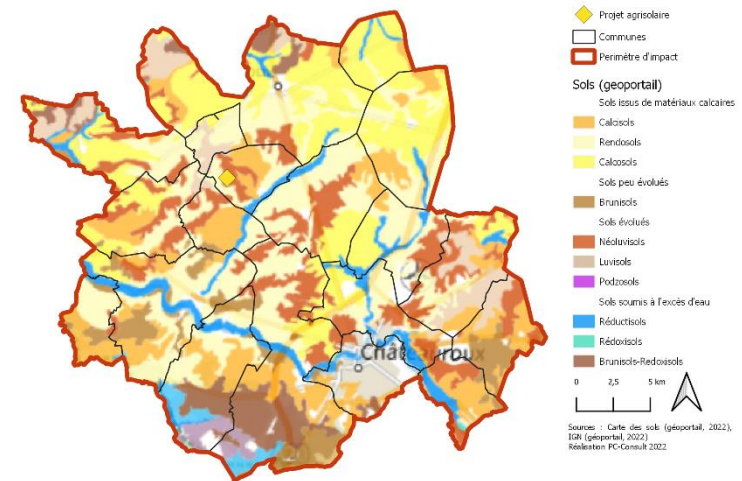 Projet agrisolaire
Communes
Perimètre d'impact
Sols (geoportail)
Sols issus de matériaux calcaires
Calcisols
Rendosols
Calcosols
Sols peu évolués
Brunisols
Sols évolués
Néoluvisols
Luvisols
Podzosols
Sols soumis à l'excès d'eau
Réductisols
Rédoxisols
Brunisols-Redoxisols
0 2,5 5 km
Sources : Carte des sols (géoportail, 2022),
IGN (géoportail, 2022)
Réalisation PC-Consult 2022
Châteauroux